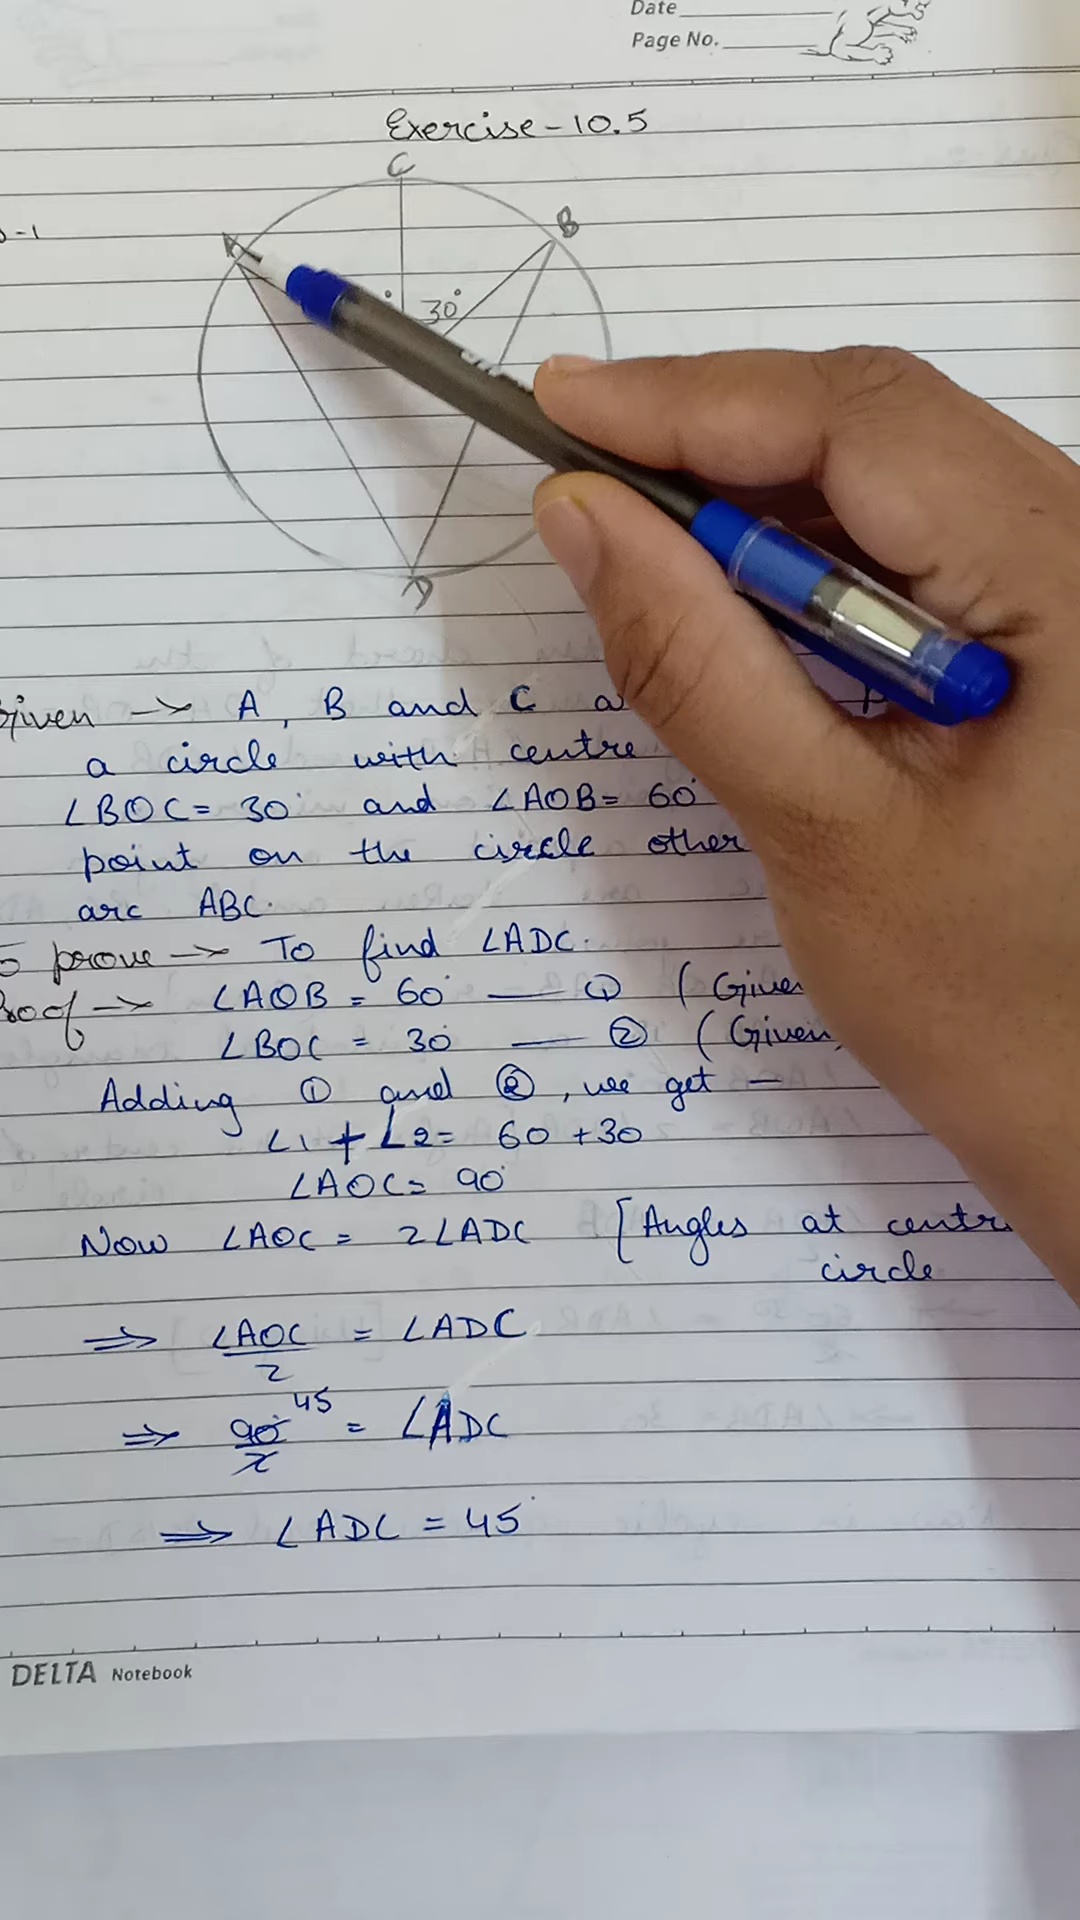 Date
Page No.
Exercise - 10.5
C
B
A
30°
D
Given → A, B and C
a circle with centre
∠BOC = 30° and ∠AOB = 60°
point on the circle other
arc ABC.
prove → To find ∠ADC.
∠AOB = 60° — ① (Given
∠BOC = 30° — ② (Given
Adding ① and ②, we get —
∠1 + ∠2 = 60 + 30
∠AOC = 90°
Now ∠AOC = 2∠ADC [Angles at centre
circle
⇒ ∠AOC/2 = ∠ADC
45
⇒ 90°/2 = ∠ADC
⇒ ∠ADC = 45°
DELTA Notebook